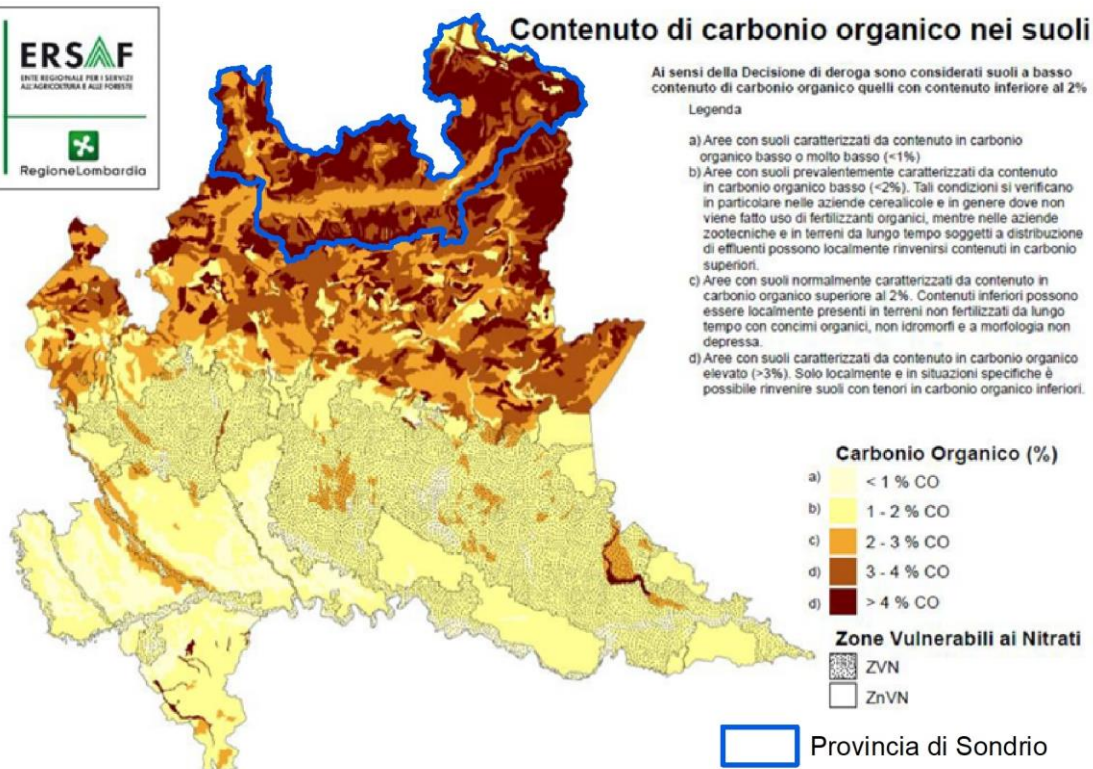 ERSAF
ENTE REGIONALE PER I SERVIZI
ALL'AGRICOLTURA E ALLE FORESTE
RegioneLombardia
Contenuto di carbonio organico nei suoli
Ai sensi della Decisione di deroga sono considerati suoli a basso
contenuto di carbonio organico quelli con contenuto inferiore al 2%
Legenda
a) Aree con suoli caratterizzati da contenuto in carbonio
organico basso o molto basso (<1%)
b) Aree con suoli prevalentemente caratterizzati da contenuto
in carbonio organico basso (<2%). Tali condizioni si verificano
in particolare nelle aziende cerealicole e in genere dove non
viene fatto uso di fertilizzanti organici, mentre nelle aziende
zootecniche e in terreni da lungo tempo soggetti a distribuzione
di effluenti possono localmente rinvenirsi contenuti in carbonio
superiori.
c) Aree con suoli normalmente caratterizzati da contenuto in
carbonio organico superiore al 2%. Contenuti inferiori possono
essere localmente presenti in terreni non fertilizzati da lungo
tempo con concimi organici, non idromorfi e a morfologia non
depressa.
d) Aree con suoli caratterizzati da contenuto in carbonio organico
elevato (>3%). Solo localmente e in situazioni specifiche è
possibile rinvenire suoli con tenori in carbonio organico inferiori.
Carbonio Organico (%)
a) < 1 % CO
b) 1 - 2 % CO
c) 2 - 3 % CO
d) 3 - 4 % CO
d) > 4 % CO
Zone Vulnerabili ai Nitrati
ZVN
ZnVN
Provincia di Sondrio